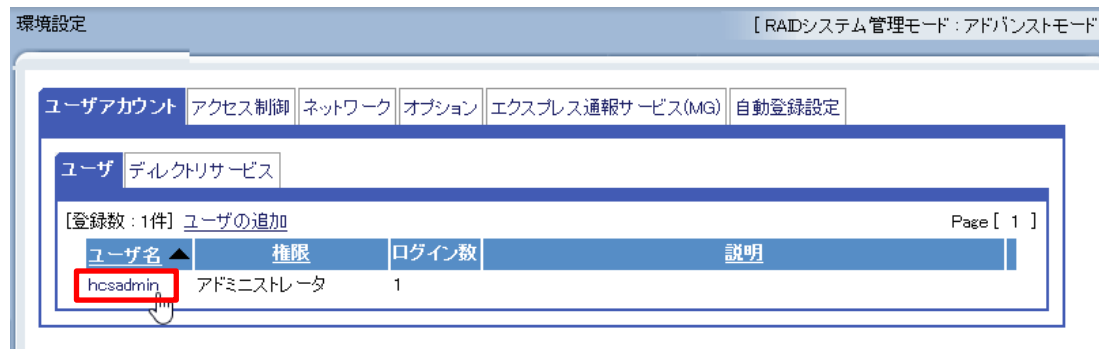 環境設定 [ RAIDシステム管理モード : アドバンストモード
ユーザアカウント アクセス制御 ネットワーク オプション エクスプレス通報サービス(MG) 自動登録設定
ユーザ ディレクトリサービス
[登録数 : 1件] ユーザの追加 Page [ 1 ]
ユーザ名 ▲ 権限 ログイン数 説明
hcsadmin アドミニストレータ 1